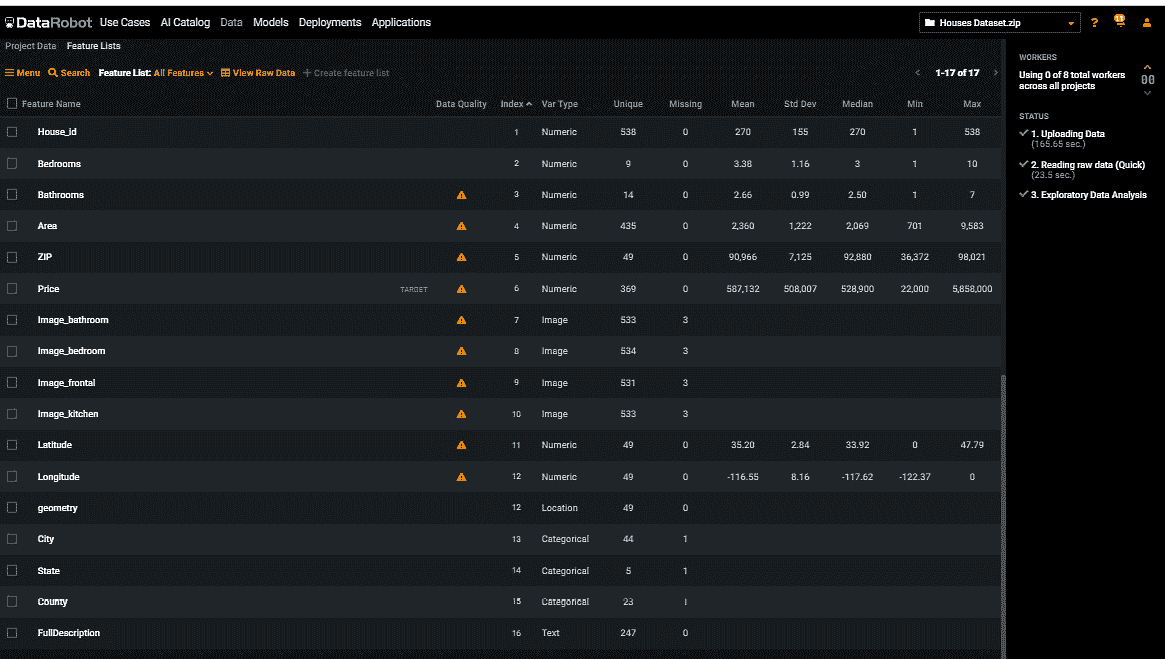 DataRobot Use Cases AI Catalog Data Models Deployments Applications Houses Dataset.zip ? 11
Project Data Feature Lists
Menu Search Feature List: All Features View Raw Data + Create feature list < 1-17 of 17 >
Feature Name Data Quality Index Var Type Unique Missing Mean Std Dev Median Min Max
House_id 1 Numeric 538 0 270 155 270 1 538
Bedrooms 2 Numeric 9 0 3.38 1.16 3 1 10
Bathrooms 3 Numeric 14 0 2.66 0.99 2.50 1 7
Area 4 Numeric 435 0 2,360 1,222 2,069 701 9,583
ZIP 5 Numeric 49 0 90,966 7,125 92,880 36,372 98,021
Price TARGET 6 Numeric 369 0 587,132 508,007 528,900 22,000 5,858,000
Image_bathroom 7 Image 533 3
Image_bedroom 8 Image 534 3
Image_frontal 9 Image 531 3
Image_kitchen 10 Image 533 3
Latitude 11 Numeric 49 0 35.20 2.84 33.92 0 47.79
Longitude 12 Numeric 49 0 -116.55 8.16 -117.62 -122.37 0
geometry 12 Location 49 0
City 13 Categorical 44 1
State 14 Categorical 5 1
County 15 Categorical 23 1
FullDescription 16 Text 247 0
WORKERS
Using 0 of 8 total workers
across all projects
00
STATUS
1. Uploading Data
(165.65 sec.)
2. Reading raw data (Quick)
(23.5 sec.)
3. Exploratory Data Analysis